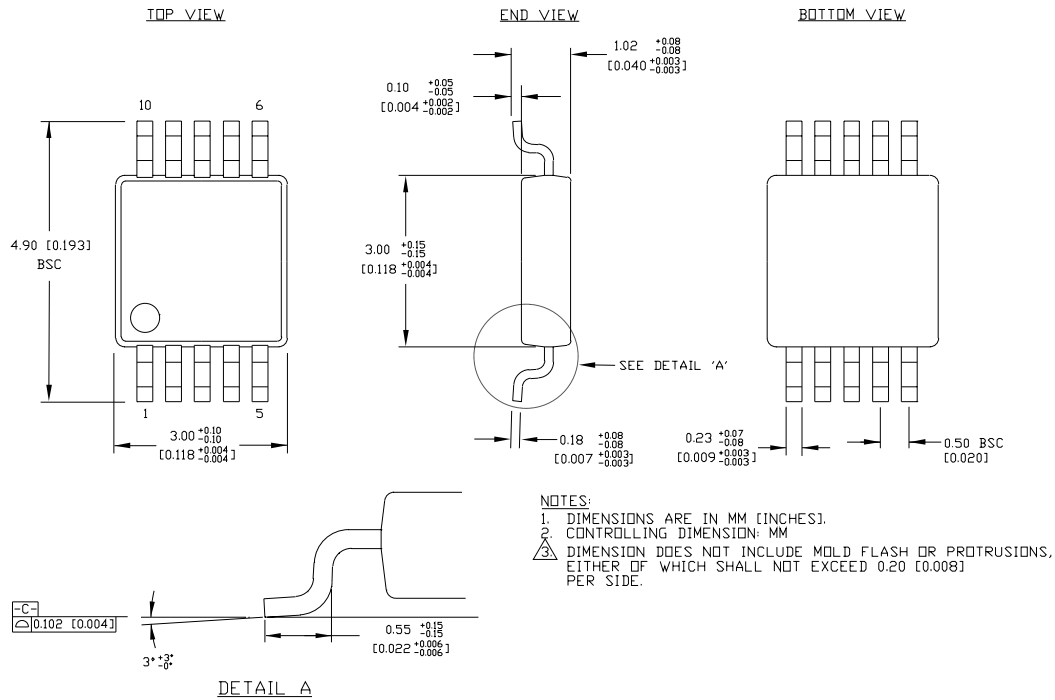 TOP VIEW
END VIEW
BOTTOM VIEW
1.02 +0.08 -0.08
[0.040 +0.003 -0.003]
0.10 +0.05 -0.05
[0.004 +0.002 -0.002]
10 6
4.90 [0.193]
BSC
3.00 +0.15 -0.15
[0.118 +0.004 -0.004]
SEE DETAIL 'A'
1 5
3.00 +0.10 -0.10
[0.118 +0.004 -0.004]
0.18 +0.08 -0.08
[0.007 +0.003 -0.003]
0.23 +0.07 -0.08
[0.009 +0.003 -0.003]
0.50 BSC
[0.020]
NOTES:
1. DIMENSIONS ARE IN MM [INCHES].
2. CONTROLLING DIMENSION: MM
3. DIMENSION DOES NOT INCLUDE MOLD FLASH OR PROTRUSIONS,
EITHER OF WHICH SHALL NOT EXCEED 0.20 [0.008]
PER SIDE.
-C-
0.102 [0.004]
3° +3° -0°
0.55 +0.15 -0.15
[0.022 +0.006 -0.006]
DETAIL A